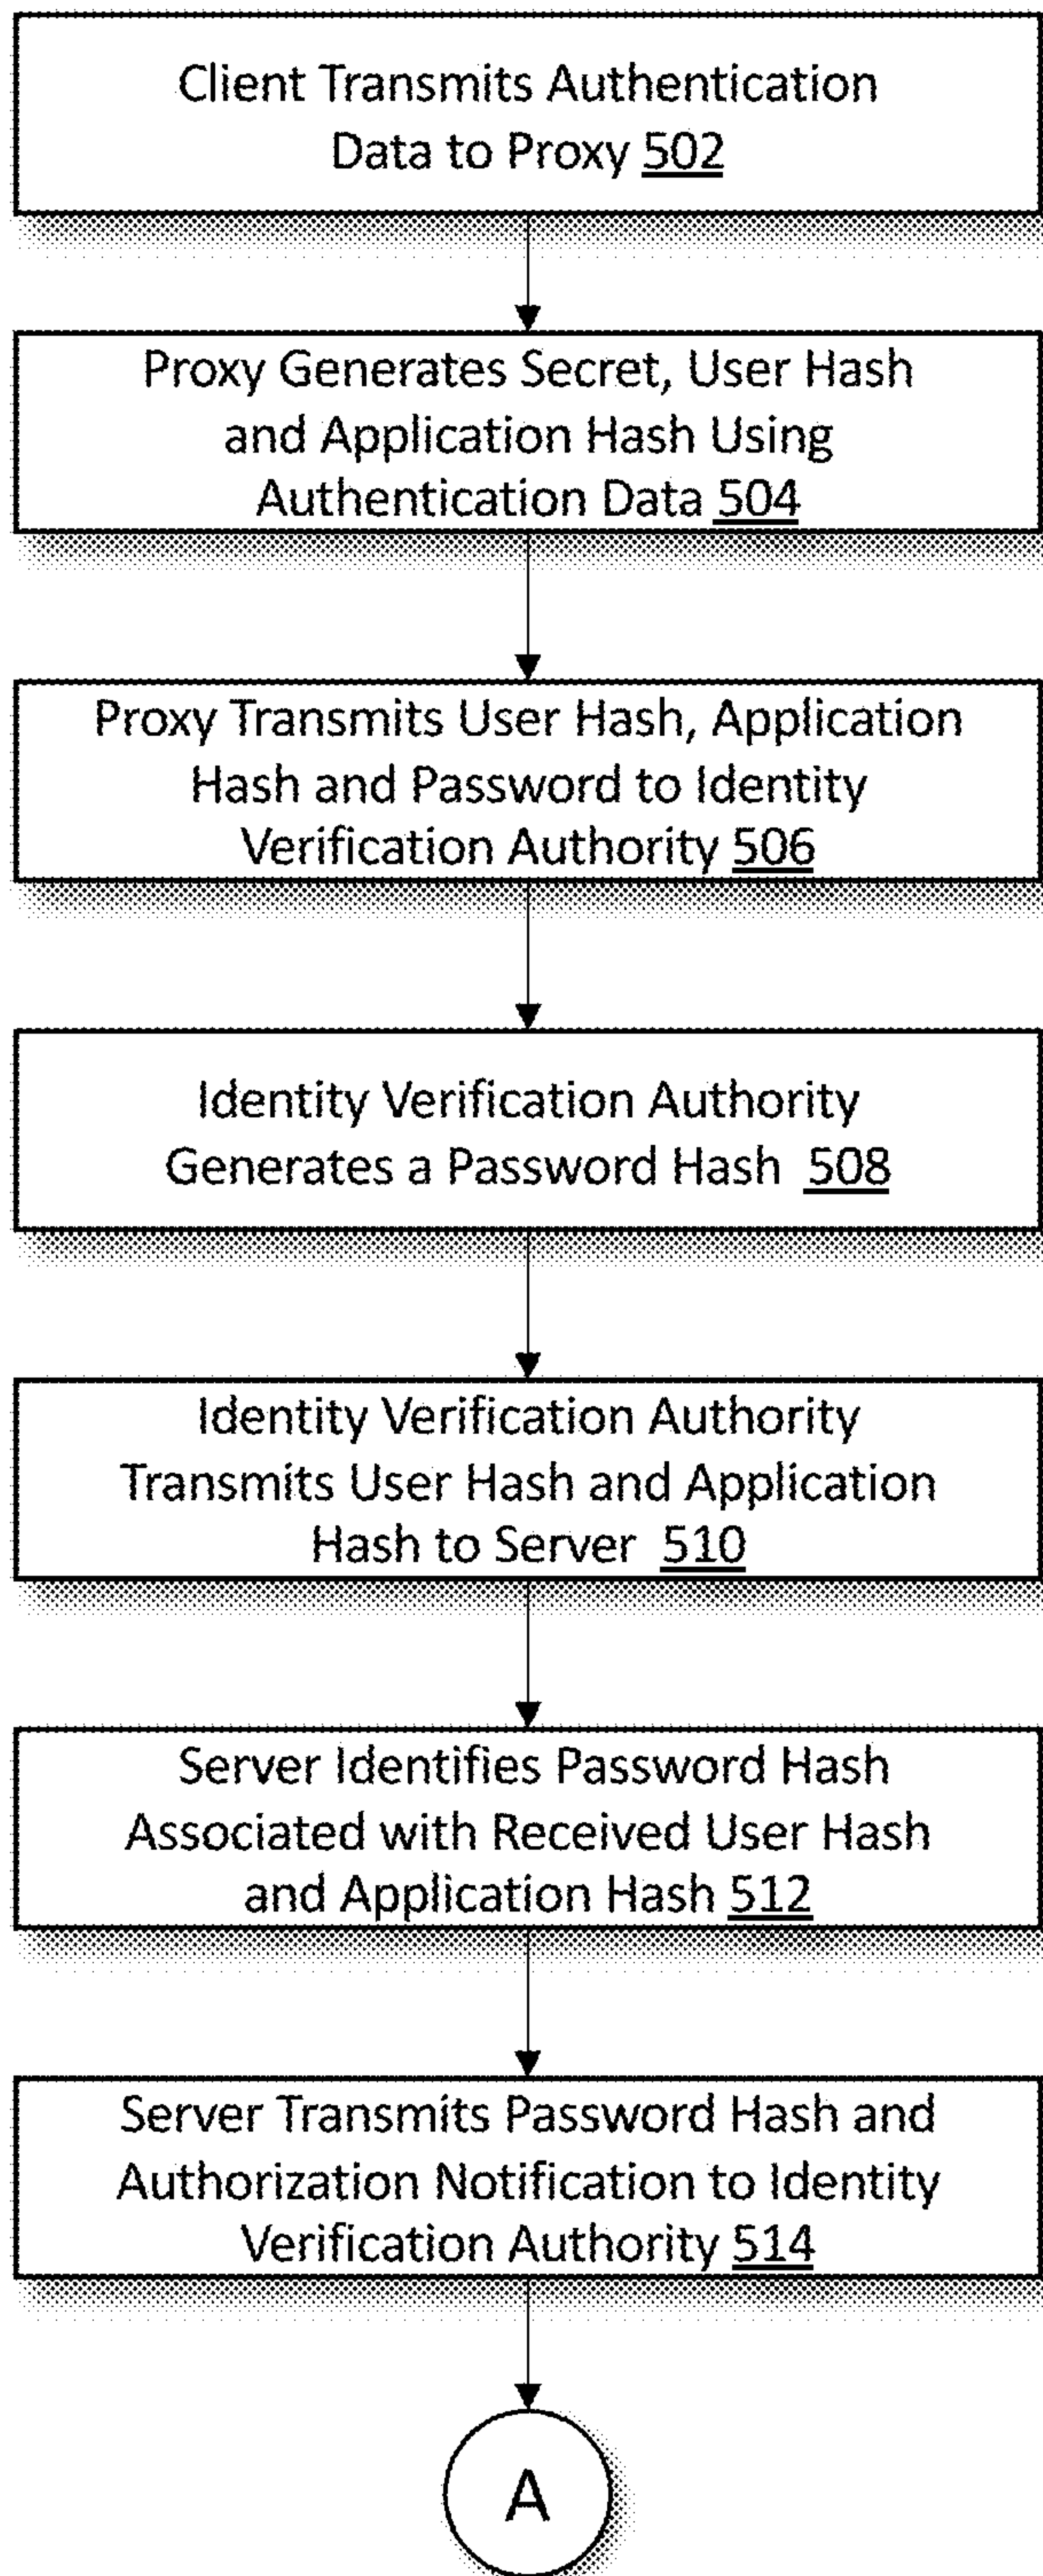 Client Transmits Authentication
Data to Proxy 502
Proxy Generates Secret, User Hash
and Application Hash Using
Authentication Data 504
Proxy Transmits User Hash, Application
Hash and Password to Identity
Verification Authority 506
Identity Verification Authority
Generates a Password Hash 508
Identity Verification Authority
Transmits User Hash and Application
Hash to Server 510
Server Identifies Password Hash
Associated with Received User Hash
and Application Hash 512
Server Transmits Password Hash and
Authorization Notification to Identity
Verification Authority 514
A